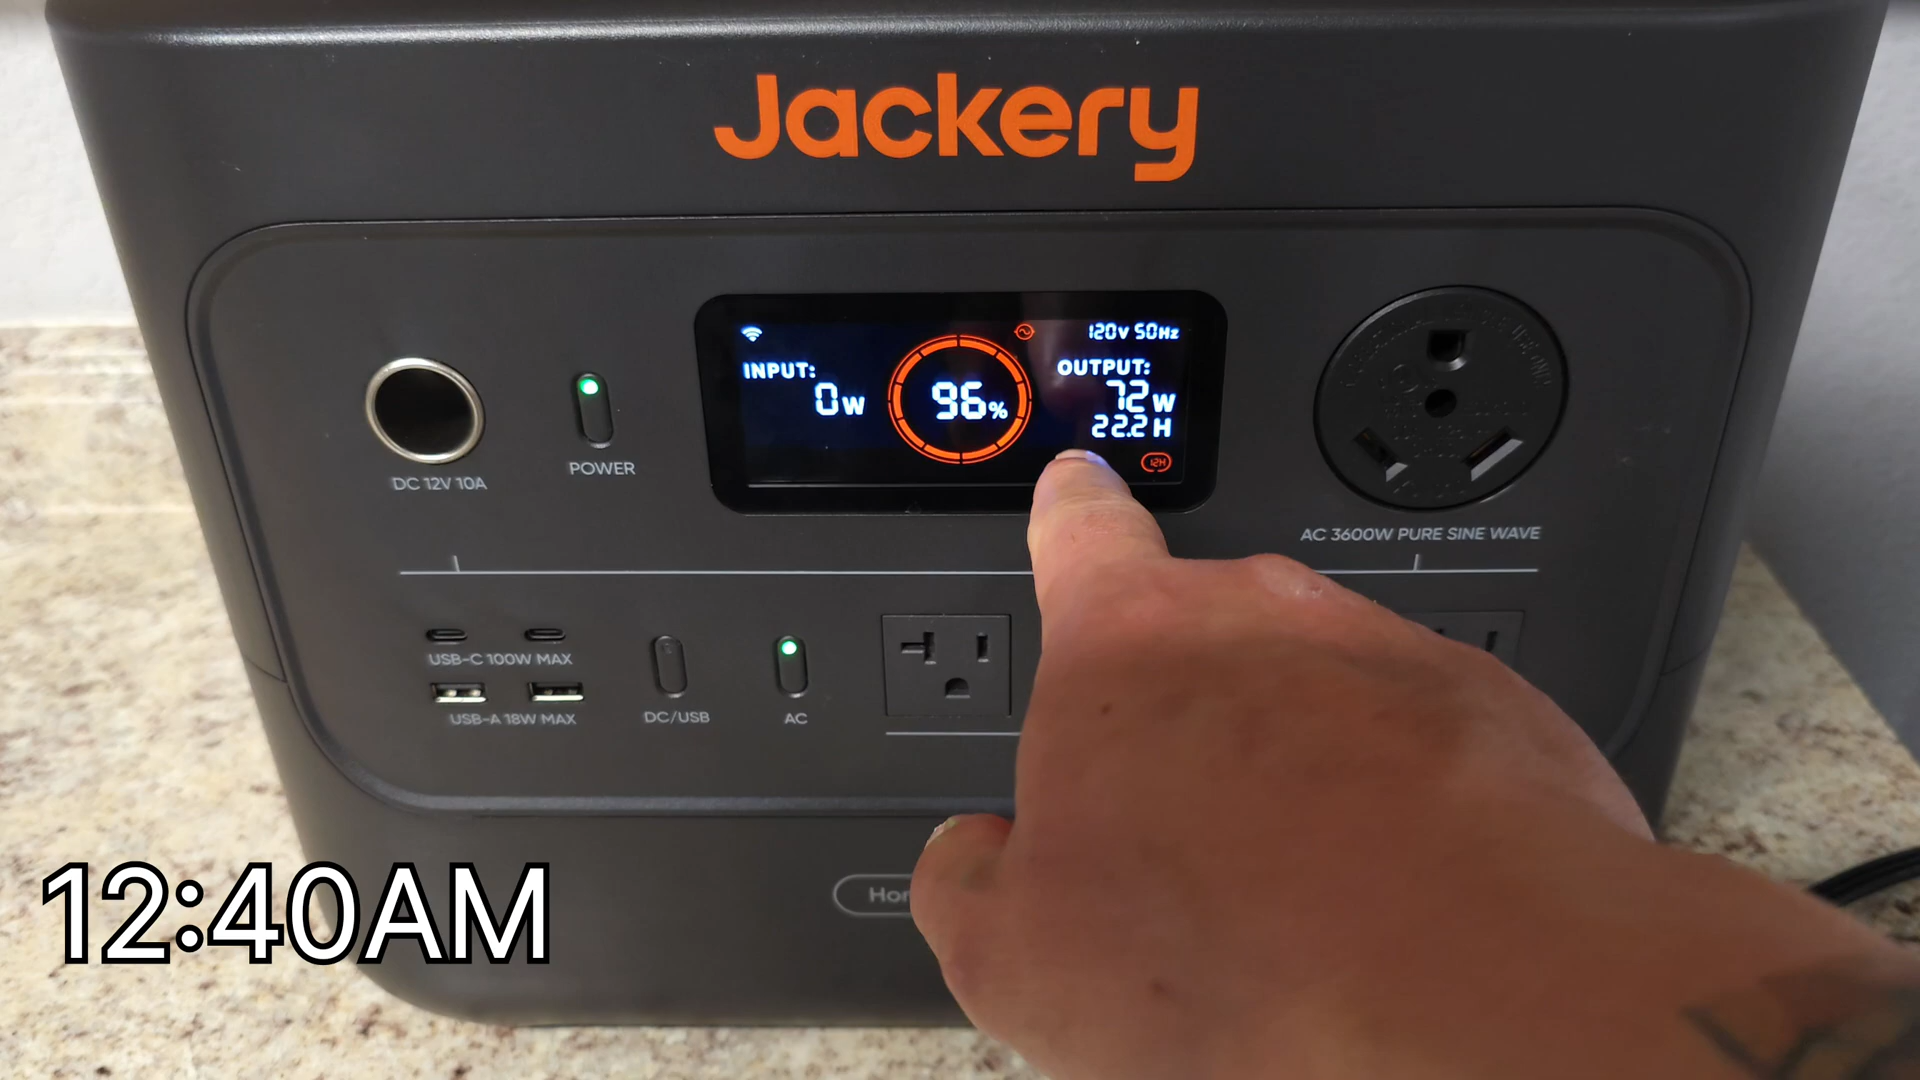 Jackery
120V 50Hz
INPUT:
0W
96%
OUTPUT:
72W
22.2H
12H
DC 12V 10A
POWER
AC 3600W PURE SINE WAVE
USB-C 100W MAX
USB-A 18W MAX
DC/USB
AC
12:40AM